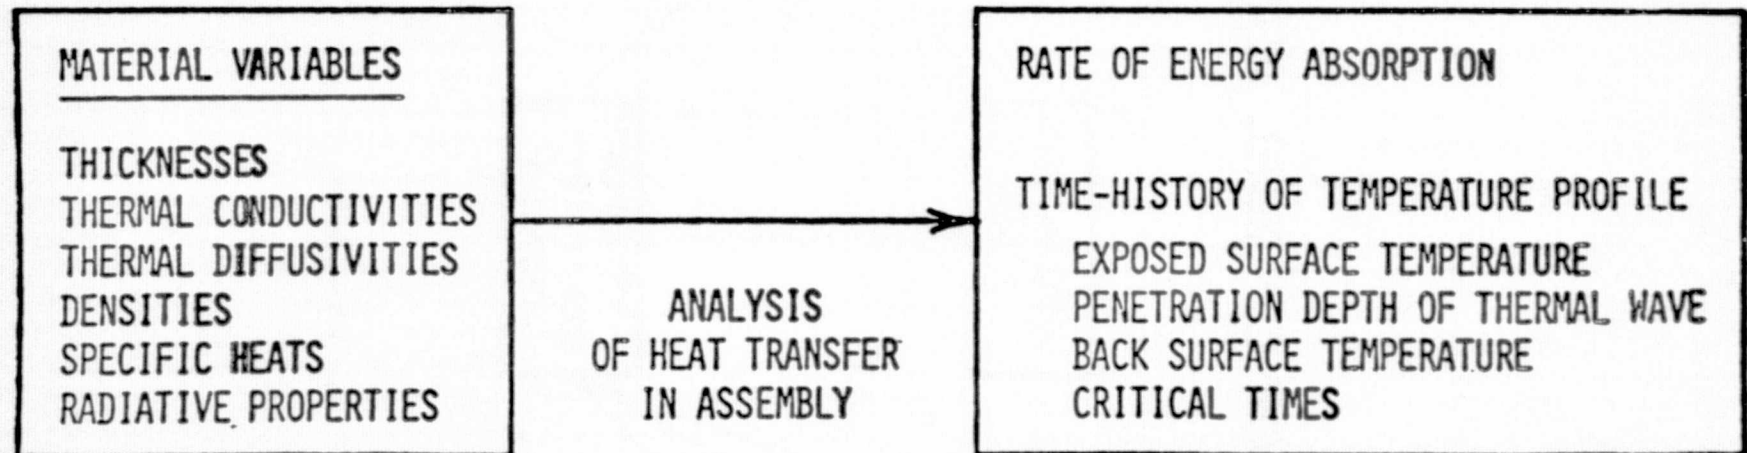 MATERIAL VARIABLES
THICKNESSES
THERMAL CONDUCTIVITIES
THERMAL DIFFUSIVITIES
DENSITIES
SPECIFIC HEATS
RADIATIVE PROPERTIES
ANALYSIS
OF HEAT TRANSFER
IN ASSEMBLY
RATE OF ENERGY ABSORPTION
TIME-HISTORY OF TEMPERATURE PROFILE
EXPOSED SURFACE TEMPERATURE
PENETRATION DEPTH OF THERMAL WAVE
BACK SURFACE TEMPERATURE
CRITICAL TIMES